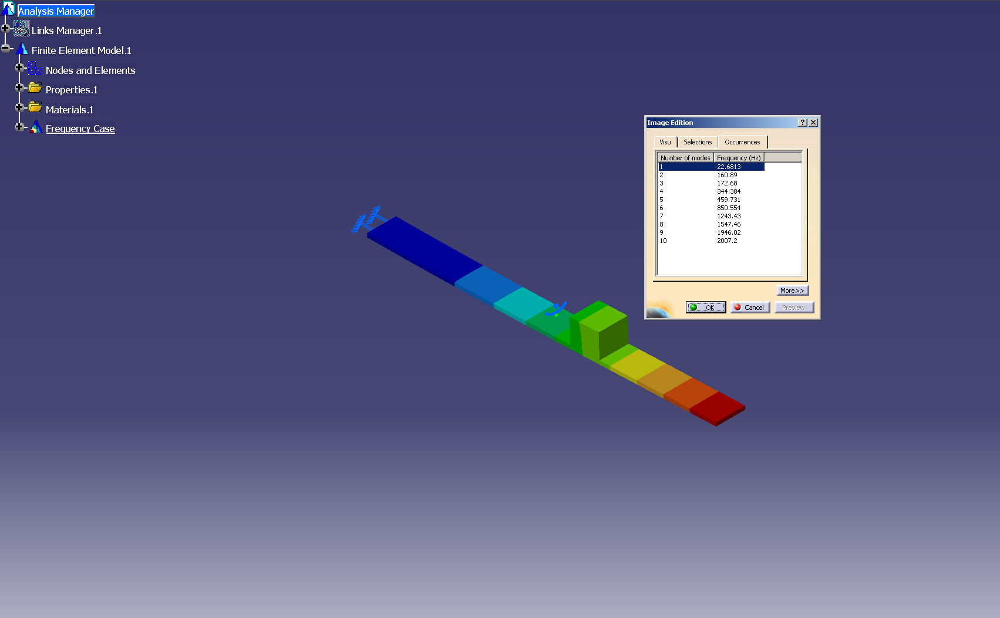 Analysis Manager
Links Manager.1
Finite Element Model.1
Nodes and Elements
Properties.1
Materials.1
Frequency Case
Image Edition
Visu Selections Occurrences
Number of modes Frequency (Hz)
1 22.6813
2 160.89
3 172.68
4 344.384
5 459.731
6 850.554
7 1243.43
8 1547.46
9 1946.02
10 2007.2
More>>
OK Cancel Preview